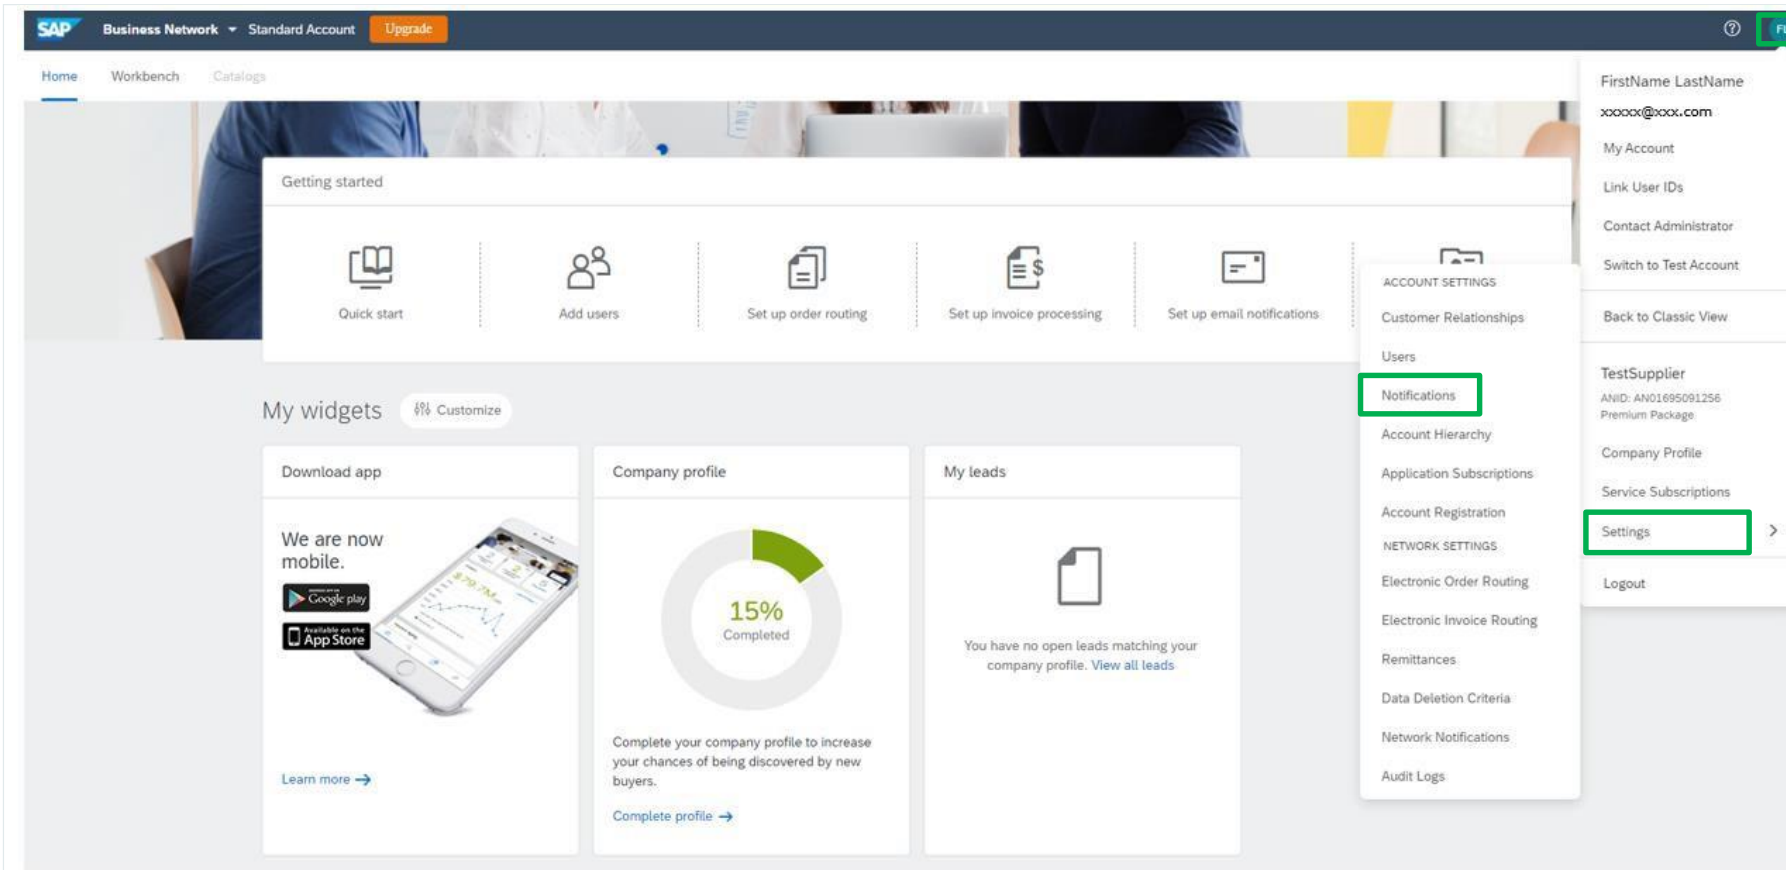 SAP Business Network Standard Account Upgrade
Home Workbench Catalogs
FirstName LastName
xxxxx@xxx.com
My Account
Link User IDs
Contact Administrator
Switch to Test Account
Back to Classic View
TestSupplier
ANID: AN01695091256
Premium Package
Company Profile
Service Subscriptions
Settings
Logout
ACCOUNT SETTINGS
Customer Relationships
Users
Notifications
Account Hierarchy
Application Subscriptions
Account Registration
NETWORK SETTINGS
Electronic Order Routing
Electronic Invoice Routing
Remittances
Data Deletion Criteria
Network Notifications
Audit Logs
Getting started
Quick start
Add users
Set up order routing
Set up invoice processing
Set up email notifications
My widgets
Customize
Download app
We are now
mobile.
Google play
Available on the
App Store
$79.7M
Learn more
Company profile
15%
Completed
Complete your company profile to increase
your chances of being discovered by new
buyers.
Complete profile
My leads
You have no open leads matching your
company profile. View all leads